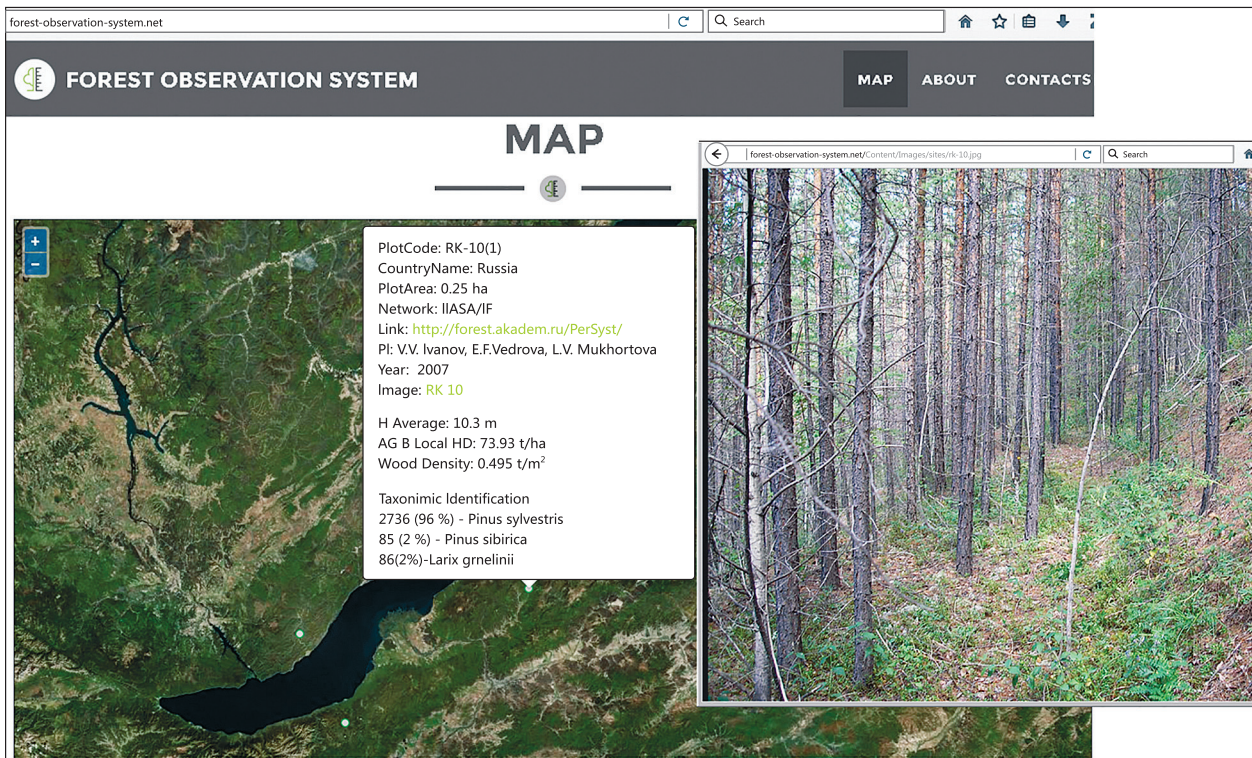 forest-observation-system.net
Search
FOREST OBSERVATION SYSTEM
MAP
ABOUT
CONTACTS
MAP
forest-observation-system.net/Content/Images/sites/rk-10.jpg
Search
+
−
PlotCode: RK-10(1)
CountryName: Russia
PlotArea: 0.25 ha
Network: IIASA/IF
Link: http://forest.akadem.ru/PerSyst/
PI: V.V. Ivanov, E.F.Vedrova, L.V. Mukhortova
Year: 2007
Image: RK 10
H Average: 10.3 m
AG B Local HD: 73.93 t/ha
Wood Density: 0.495 t/m²
Taxonimic Identification
2736 (96 %) - Pinus sylvestris
85 (2 %) - Pinus sibirica
86(2%)-Larix grnelinii